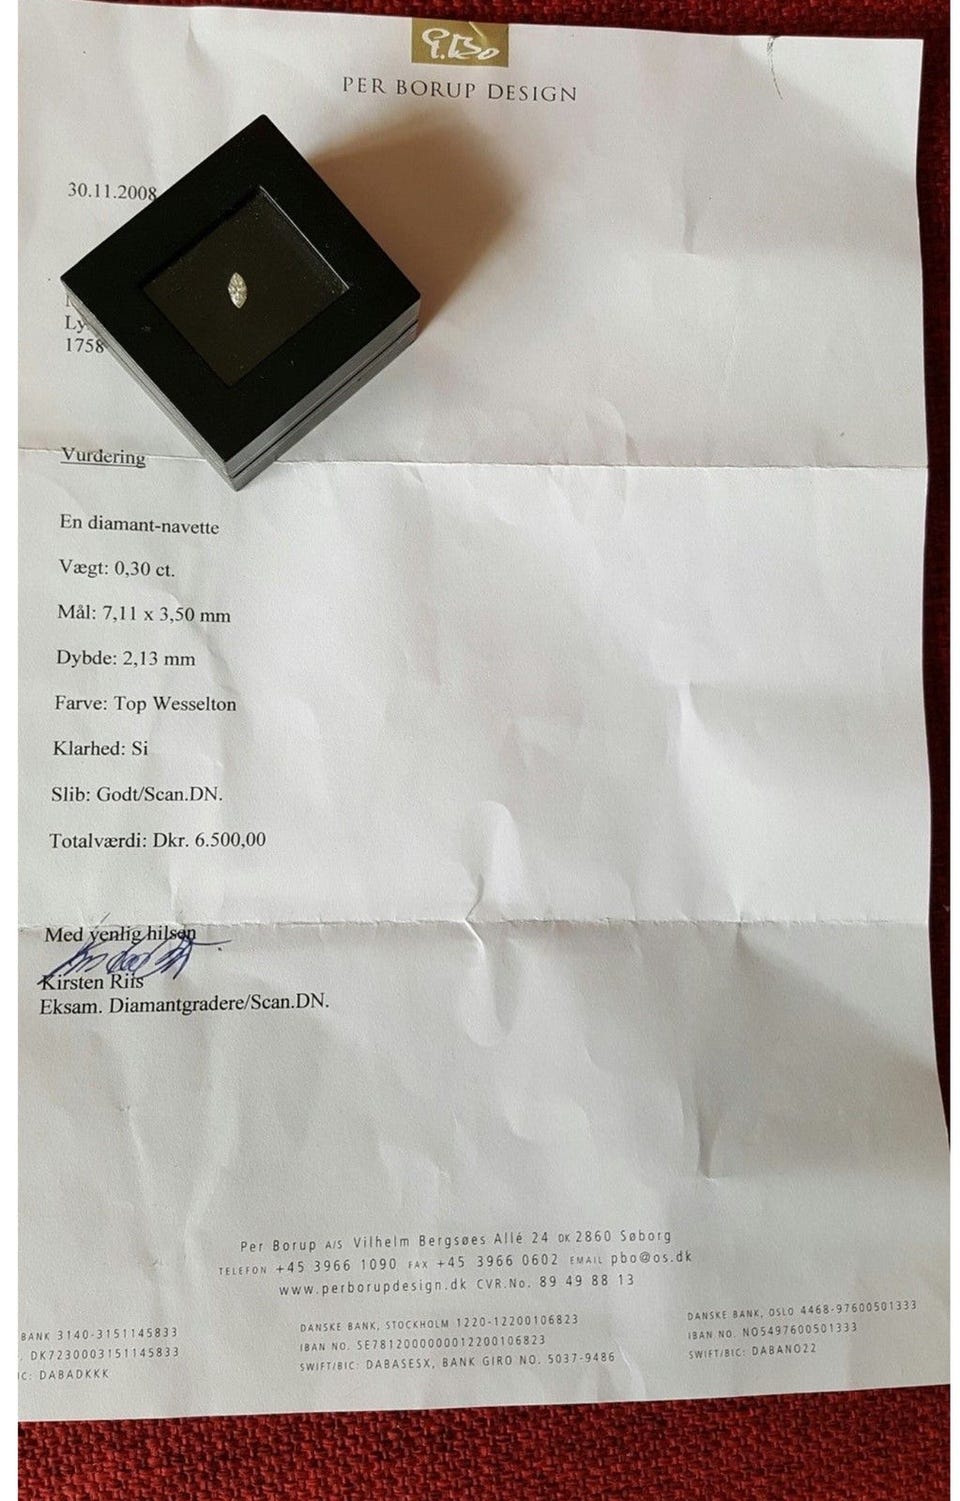 P.Bo
PER BORUP DESIGN
30.11.2008
1758
Vurdering
En diamant-navette
Vægt: 0,30 ct.
Mål: 7,11 x 3,50 mm
Dybde: 2,13 mm
Farve: Top Wesselton
Klarhed: Si
Slib: Godt/Scan.DN.
Totalværdi: Dkr. 6.500,00
Med venlig hilsen
Kirsten Riis
Eksam. Diamantgradere/Scan.DN.
Per Borup A/S Vilhelm Bergsøes Allé 24 DK 2860 Søborg
TELEFON +45 3966 1090 FAX +45 3966 0602 EMAIL pbo@os.dk
www.perborupdesign.dk CVR.No. 89 49 88 13
BANK 3140-3151145833
DK7230003151145833
DABADKKK
DANSKE BANK, STOCKHOLM 1220-12200106823
IBAN NO. SE7812000000012200106823
SWIFT/BIC: DABASESX, BANK GIRO NO. 5037-9486
DANSKE BANK, OSLO 4468-97600501333
IBAN NO. NO5497600501333
SWIFT/BIC: DABANO22